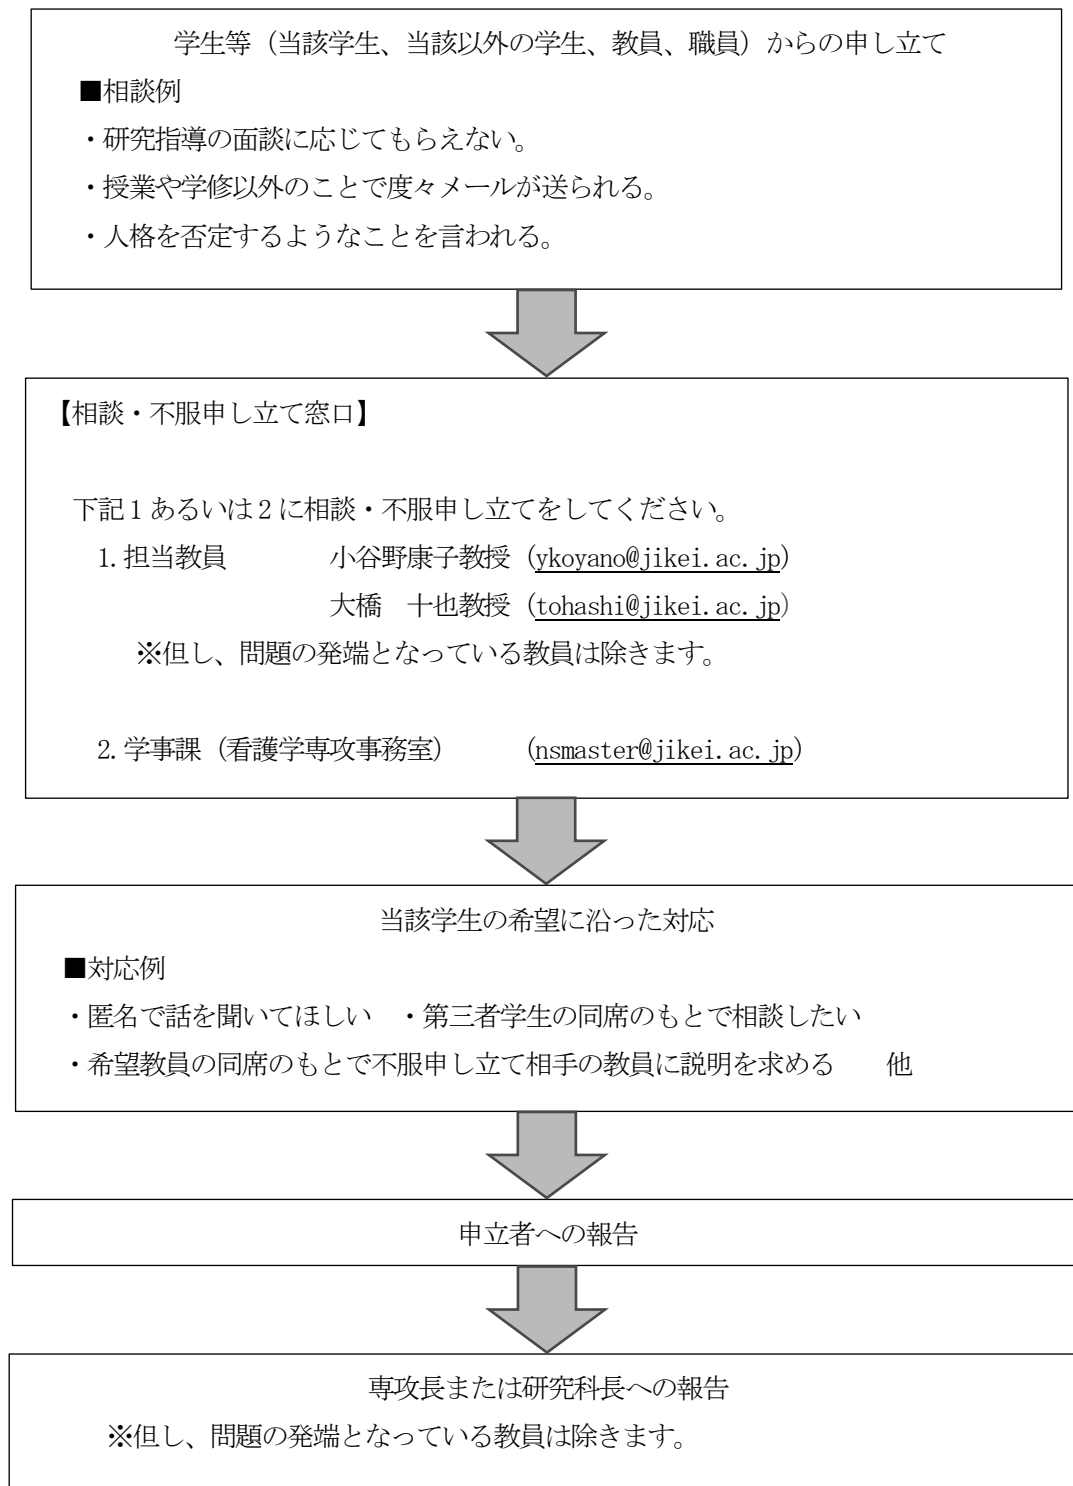 学生等（当該学生、当該以外の学生、教員、職員）からの申し立て
■相談例
・研究指導の面談に応じてもらえない。
・授業や学修以外のことで度々メールが送られる。
・人格を否定するようなことを言われる。
【相談・不服申し立て窓口】
下記１あるいは２に相談・不服申し立てをしてください。
1.担当教員　小谷野康子教授（ykoyano@jikei.ac.jp）
大橋　十也教授（tohashi@jikei.ac.jp）
※但し、問題の発端となっている教員は除きます。
2.学事課（看護学専攻事務室）　（nsmaster@jikei.ac.jp）
当該学生の希望に沿った対応
■対応例
・匿名で話を聞いてほしい　・第三者学生の同席のもとで相談したい
・希望教員の同席のもとで不服申し立て相手の教員に説明を求める　　他
申立者への報告
専攻長または研究科長への報告
※但し、問題の発端となっている教員は除きます。